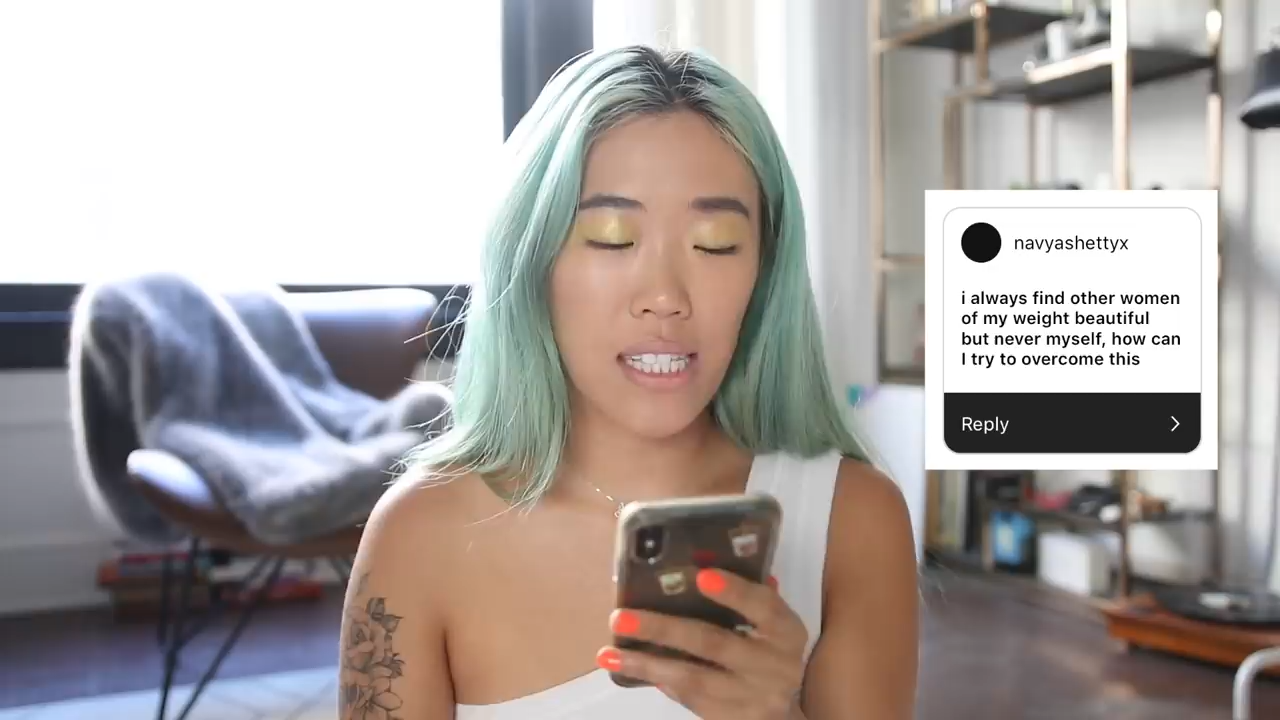 navyashettyx
i always find other women
of my weight beautiful
but never myself, how can
I try to overcome this
Reply